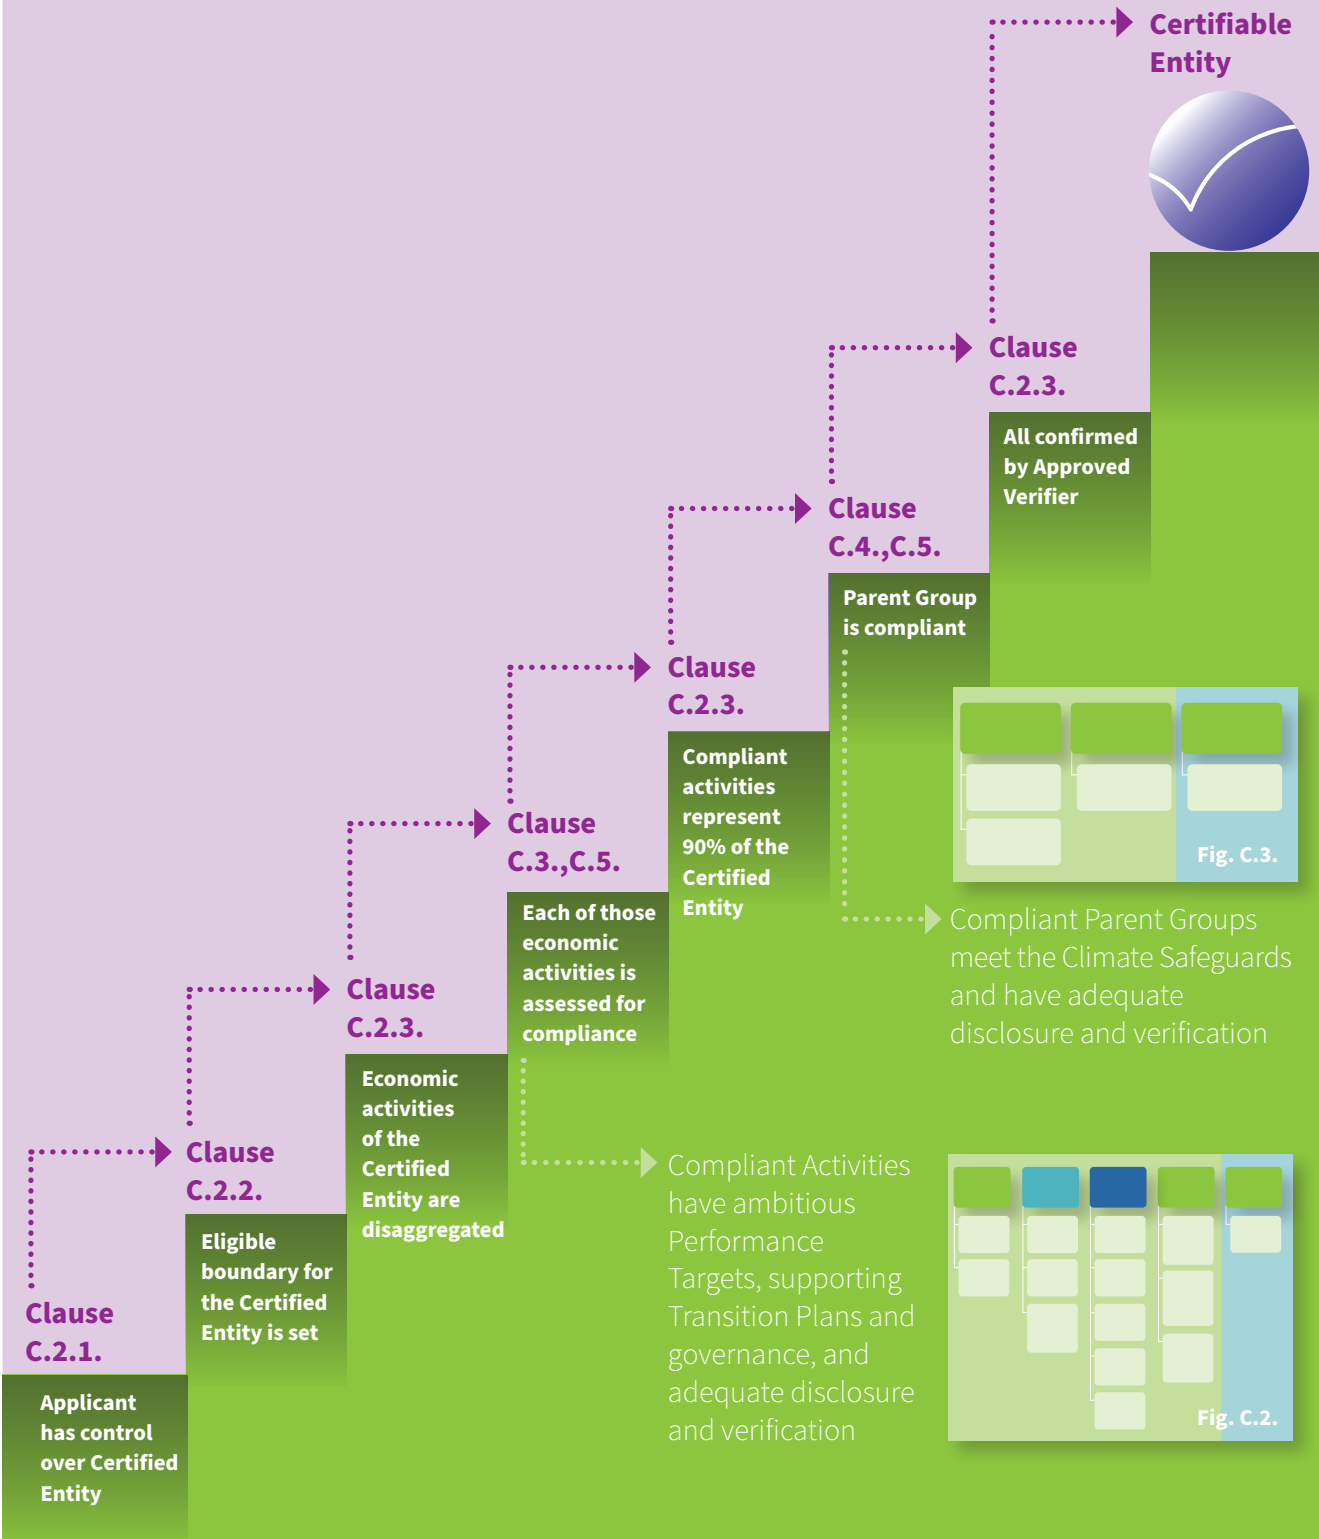 Certifiable
Entity
Clause
C.2.3.
All confirmed
by Approved
Verifier
Clause
C.4.,C.5.
Parent Group
is compliant
Fig. C.3.
Compliant Parent Groups
meet the Climate Safeguards
and have adequate
disclosure and verification
Clause
C.2.3.
Compliant
activities
represent
90% of the
Certified
Entity
Clause
C.3.,C.5.
Each of those
economic
activities is
assessed for
compliance
Compliant Activities
have ambitious
Performance
Targets, supporting
Transition Plans and
governance, and
adequate disclosure
and verification
Fig. C.2.
Clause
C.2.3.
Economic
activities
of the
Certified
Entity are
disaggregated
Clause
C.2.2.
Eligible
boundary for
the Certified
Entity is set
Clause
C.2.1.
Applicant
has control
over Certified
Entity